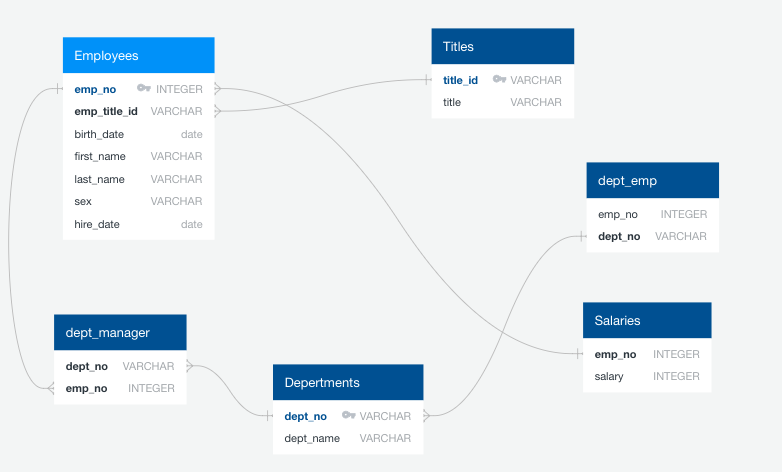 Employees
emp_no INTEGER
emp_title_id VARCHAR
birth_date date
first_name VARCHAR
last_name VARCHAR
sex VARCHAR
hire_date date
Titles
title_id VARCHAR
title VARCHAR
dept_emp
emp_no INTEGER
dept_no VARCHAR
dept_manager
dept_no VARCHAR
emp_no INTEGER
Depertments
dept_no VARCHAR
dept_name VARCHAR
Salaries
emp_no INTEGER
salary INTEGER